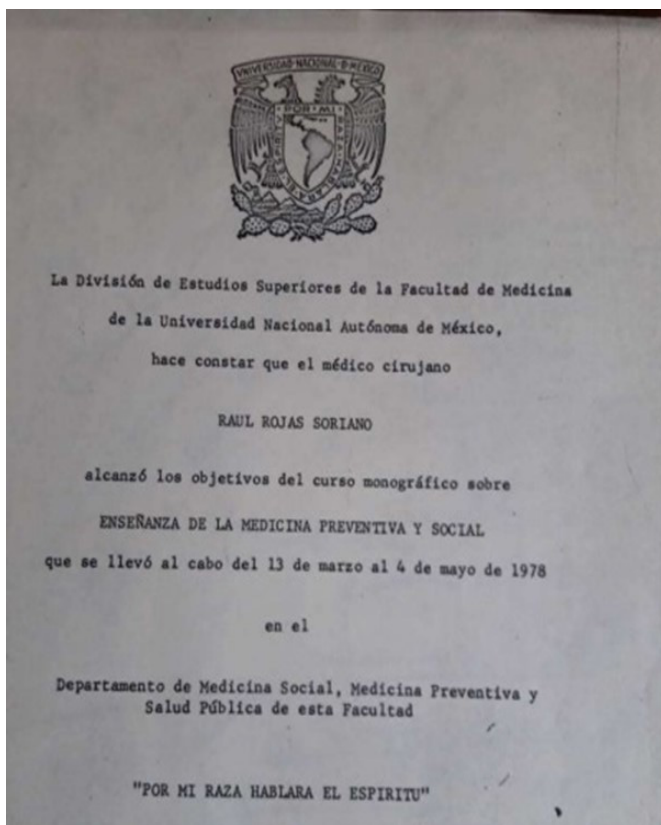 UNIVERSIDAD NACIONAL D MEXICO
POR MI RAZA HABLARA EL ESPIRITU
La División de Estudios Superiores de la Facultad de Medicina
de la Universidad Nacional Autónoma de México,
hace constar que el médico cirujano
RAUL ROJAS SORIANO
alcanzó los objetivos del curso monográfico sobre
ENSEÑANZA DE LA MEDICINA PREVENTIVA Y SOCIAL
que se llevó al cabo del 13 de marzo al 4 de mayo de 1978
en el
Departamento de Medicina Social, Medicina Preventiva y
Salud Pública de esta Facultad
"POR MI RAZA HABLARA EL ESPIRITU"